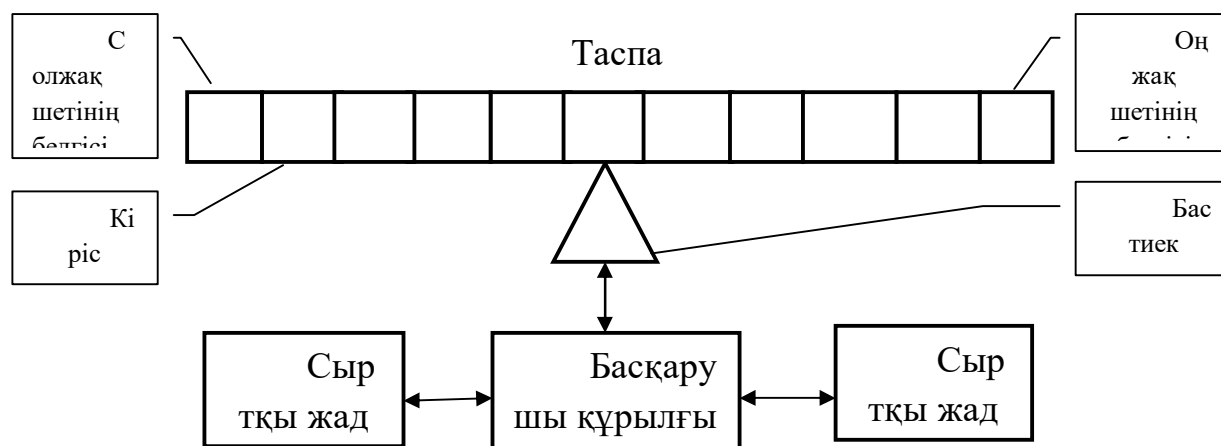 С
олжақ
шетінің
Таспа
Оң
жақ
шетінің
Кі
ріс
Бас
тиек
Сыр
тқы жад
Басқару
шы құрылғы
Сыр
тқы жад